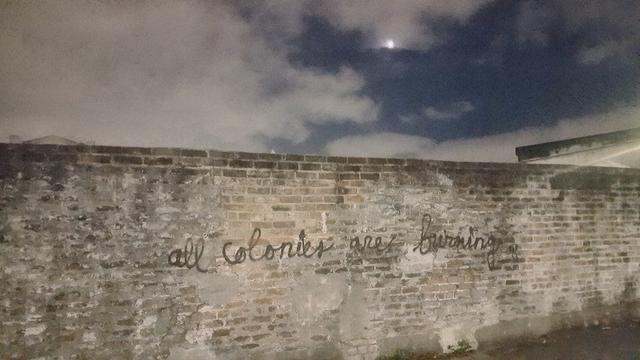 all colonies are burning